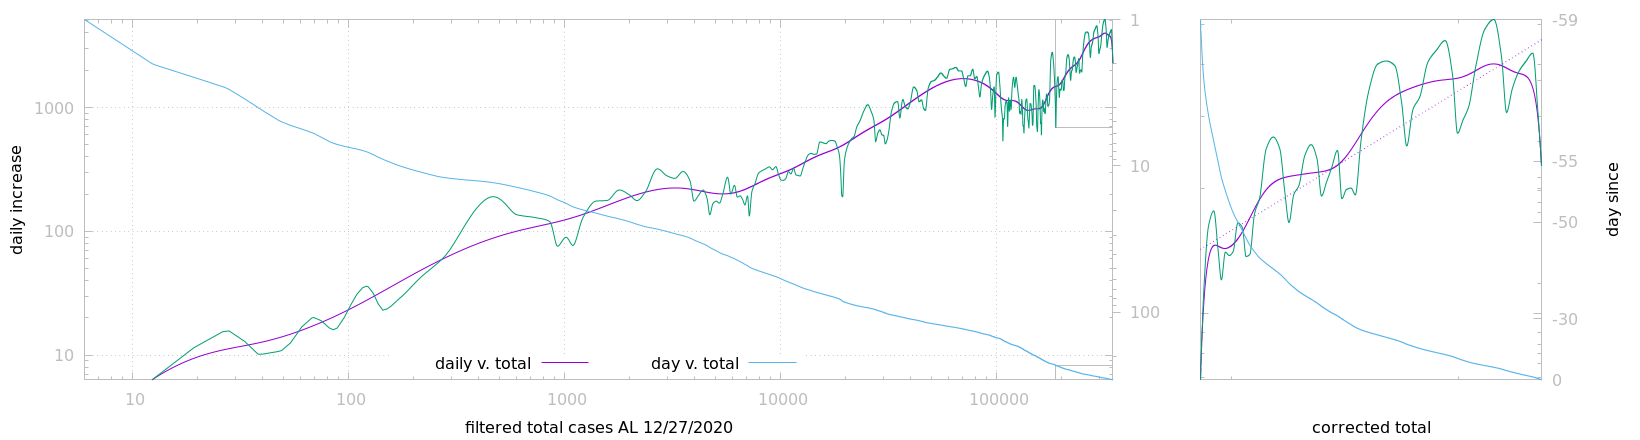 1
-59
1000
10
-55
daily increase
day since
100
-50
100
-30
10
daily v. total
day v. total
0
10
100
1000
10000
100000
filtered total cases AL 12/27/2020
corrected total